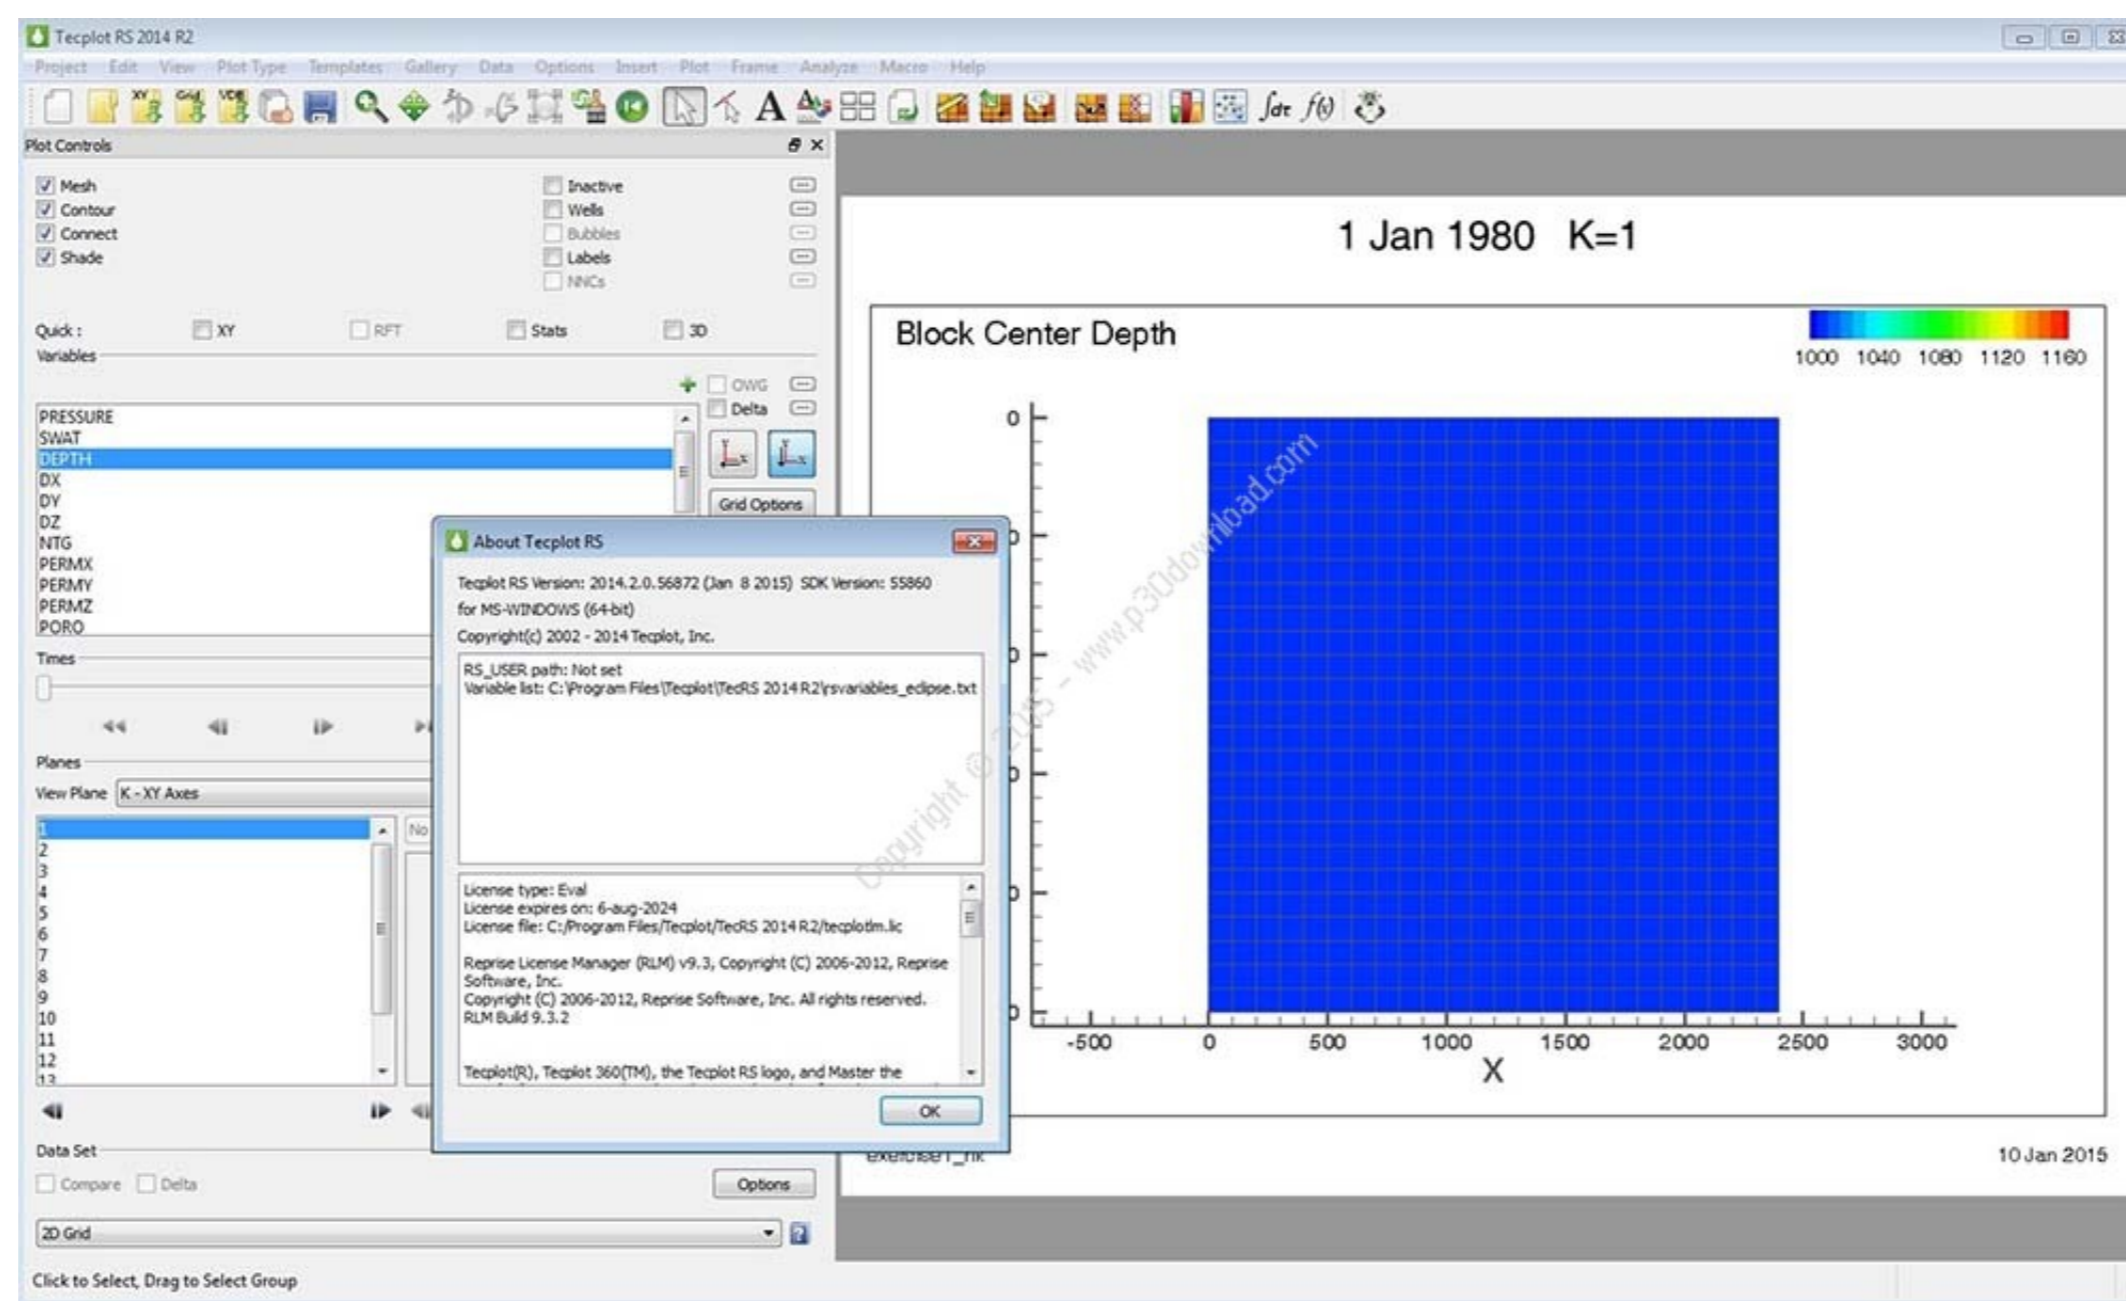 Tecplot RS 2014 R2
Project Edit View Plot Type Templates Gallery Data Options Insert Plot Frame Analyze Macro Help
XY Grid VDB A ∫dτ f(x)
Plot Controls
Mesh Inactive
Contour Wells
Connect Bubbles
Shade Labels
NNCs
Quick : XY RFT Stats 3D
Variables
OWG
Delta
PRESSURE
SWAT
DEPTH
DX
DY
DZ
NTG
PERMX
PERMY
PERMZ
PORO
Grid Options
Times
Planes
View Plane K - XY Axes
1
2
3
4
5
6
7
8
9
10
11
12
13
No
Data Set
Compare Delta Options
2D Grid
Click to Select, Drag to Select Group
About Tecplot RS
Tecplot RS Version: 2014.2.0.56872 (Jan 8 2015) SDK Version: 55860
for MS-WINDOWS (64-bit)
Copyright(c) 2002 - 2014 Tecplot, Inc.
RS_USER path: Not set
Variable list: C:\Program Files\Tecplot\TecRS 2014 R2\rsvariables_eclipse.txt
License type: Eval
License expires on: 6-aug-2024
License file: C:/Program Files/Tecplot/TecRS 2014 R2/tecplotlm.lic
Reprise License Manager (RLM) v9.3, Copyright (C) 2006-2012, Reprise
Software, Inc.
Copyright (C) 2006-2012, Reprise Software, Inc. All rights reserved.
RLM Build 9.3.2
Tecplot(R), Tecplot 360(TM), the Tecplot RS logo, and Master the
OK
1 Jan 1980 K=1
Block Center Depth
1000 1040 1080 1120 1160
0
-500 0 500 1000 1500 2000 2500 3000
X
10 Jan 2015
Copyright © 2015 - www.p30download.com